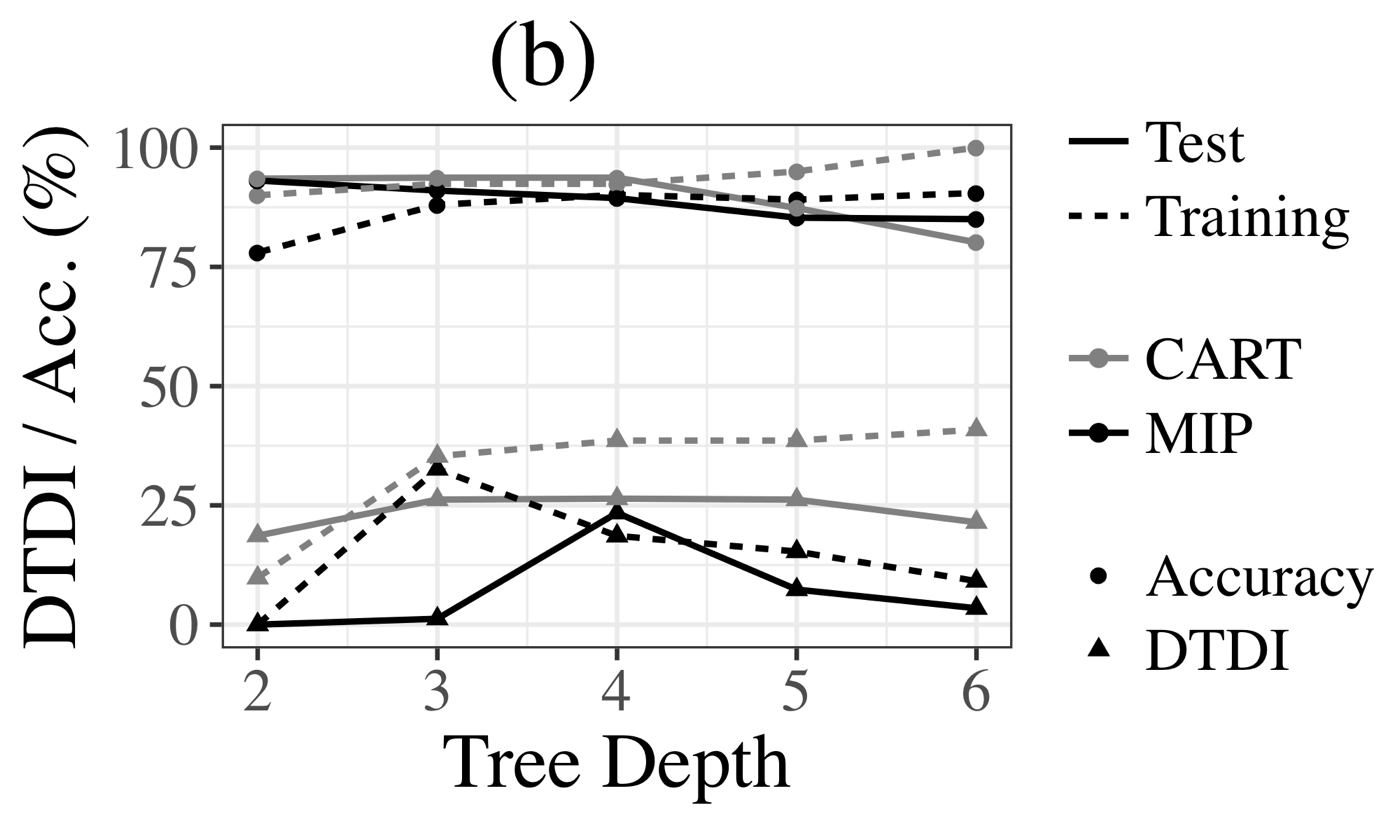 (b)
DTDI / Acc. (%)
100
75
50
25
0
2 3 4 5 6
Tree Depth
Test
Training
CART
MIP
Accuracy
DTDI